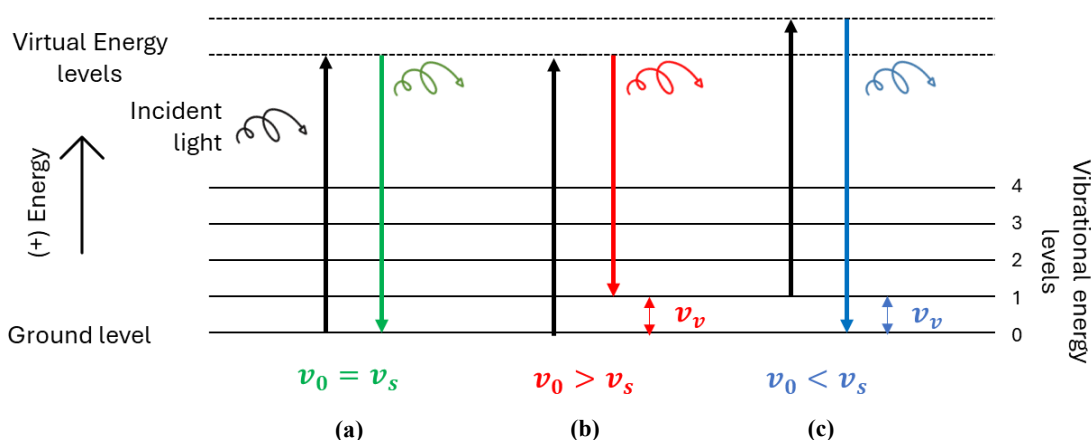 Virtual Energy
levels
Incident
light
(+) Energy
4
3
2
1
0
Vibrational energy
levels
Ground level
v_v
v_v
v_0 = v_s
v_0 > v_s
v_0 < v_s
(a)
(b)
(c)